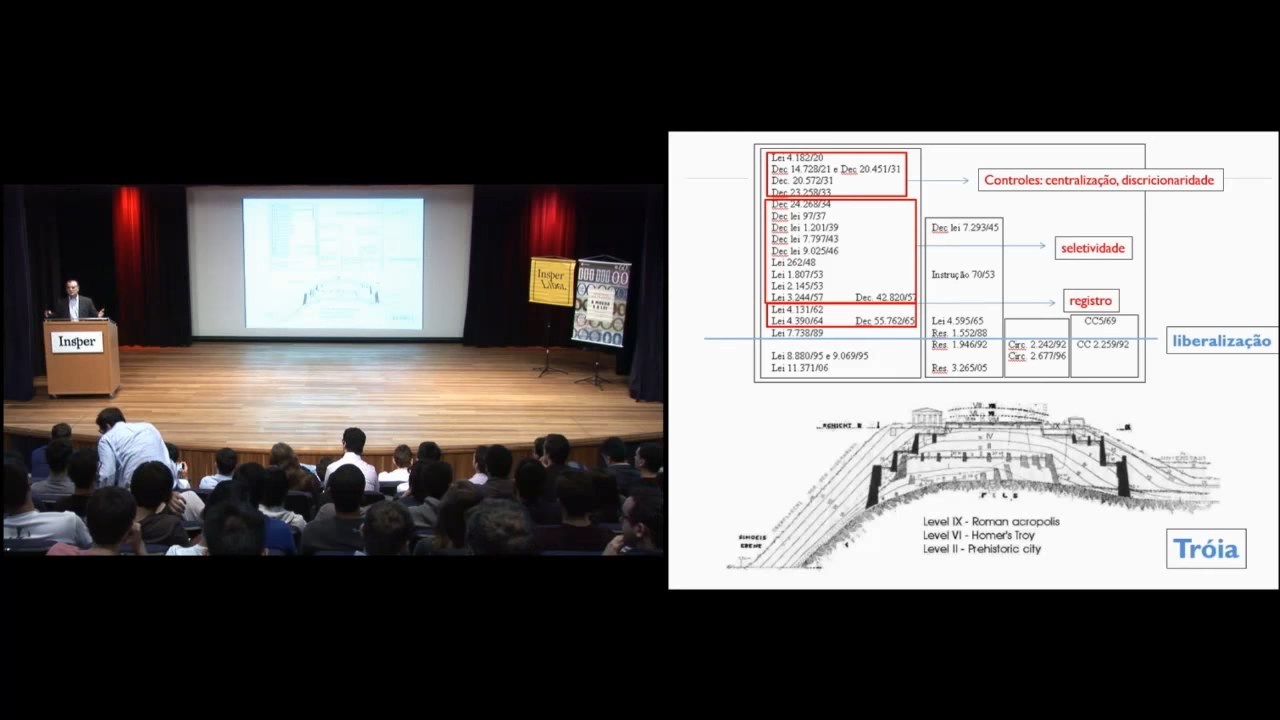 Insper
Insper
Lei 4.182/20
Dec 14.728/21 e Dec 20.451/31
Dec. 20.572/31
Dec 23.258/33
Controles: centralização, discricionaridade
Dec 24.268/34
Dec lei 97/37
Dec lei 1.201/39
Dec lei 7.293/45
Dec lei 7.797/43
Dec lei 9.025/46
seletividade
Lei 262/48
Lei 1.807/53
Instrução 70/53
Lei 2.145/53
Lei 3.244/57 Dec. 42.820/57
registro
Lei 4.131/62
Lei 4.390/64 Dec 55.762/65
Lei 4.595/65
CC5/69
Lei 7.738/89
Res. 1.552/88
Res. 1.946/92
Circ. 2.242/92
CC 2.259/92
liberalização
Lei 8.880/95 e 9.069/95
Circ. 2.677/96
Lei 11.371/06
Res. 3.265/05
Level IX - Roman acropolis
Level VI - Homer's Troy
Level II - Prehistoric city
Tróia